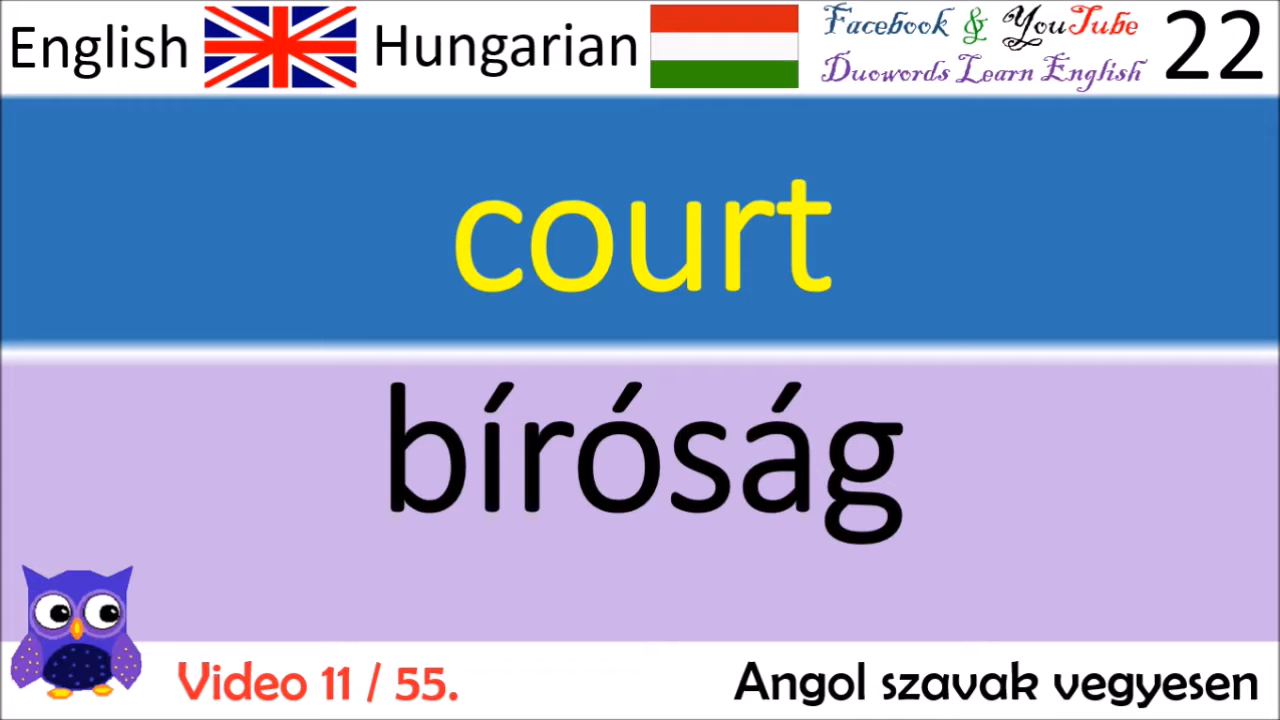 English Hungarian Facebook & YouTube 22
Duowords Learn English
court
bíróság
Video 11 / 55. Angol szavak vegyesen